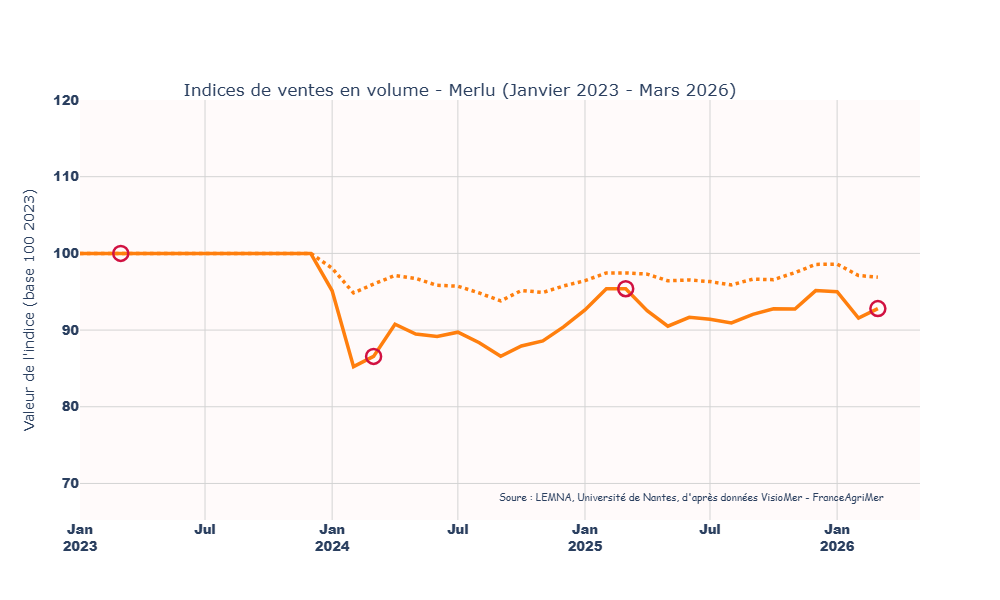 Indices de ventes en volume - Merlu (Janvier 2023 - Mars 2026)
Valeur de l'indice (base 100 2023)
120
110
100
90
80
70
Soure : LEMNA, Université de Nantes, d'après données VisioMer - FranceAgriMer
Jan Jul Jan Jul Jan Jul Jan
2023 2024 2025 2026